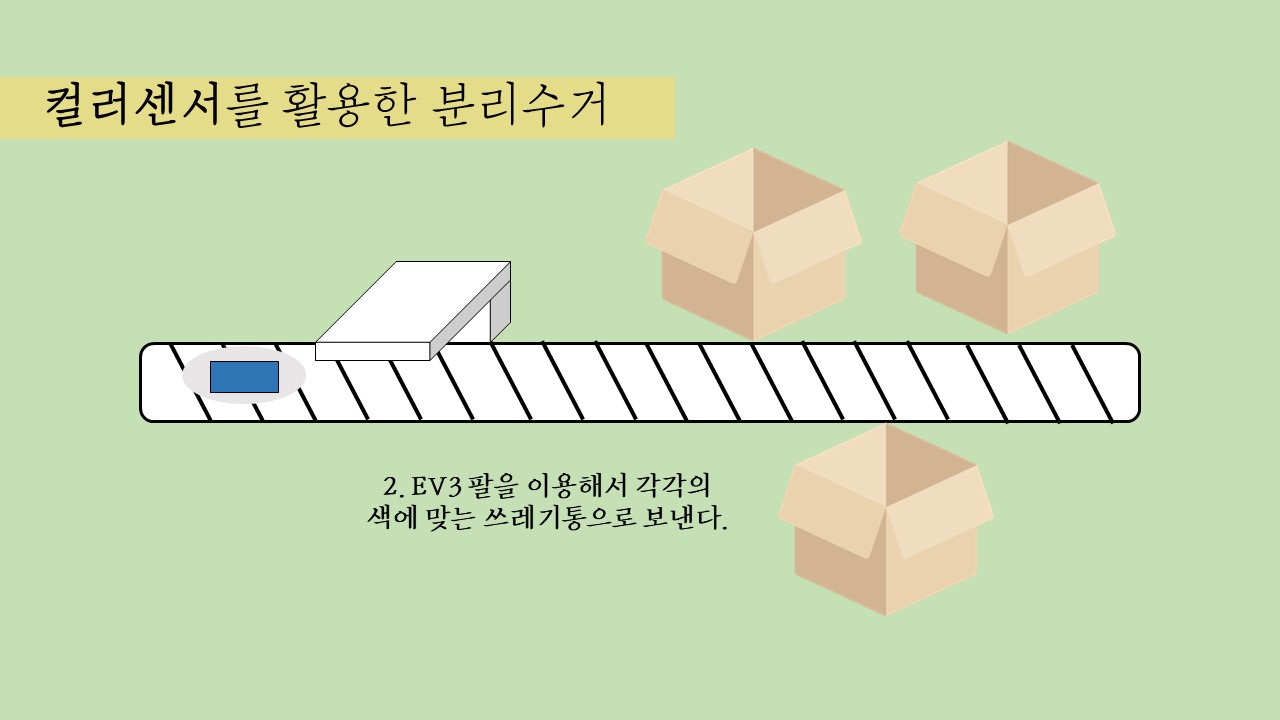 컬러센서를 활용한 분리수거
2. EV3 팔을 이용해서 각각의
색에 맞는 쓰레기통으로 보낸다.